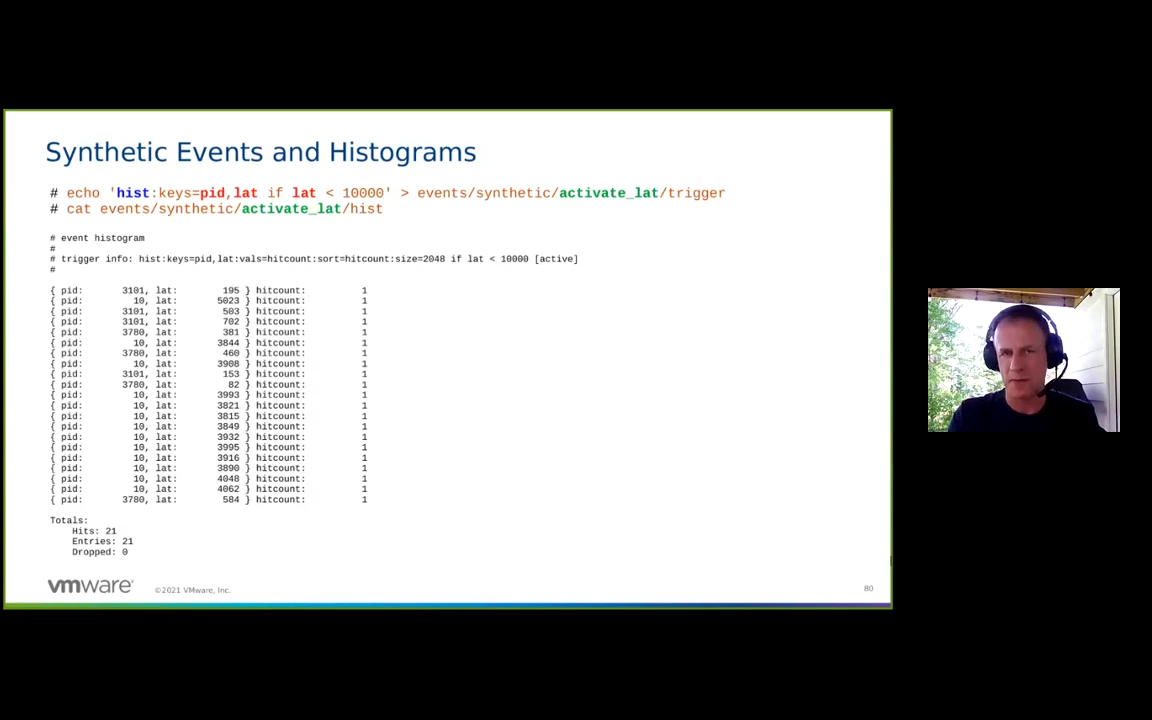 Synthetic Events and Histograms
# echo 'hist:keys=pid,lat if lat < 10000' > events/synthetic/activate_lat/trigger
# cat events/synthetic/activate_lat/hist
# event histogram
#
# trigger info: hist:keys=pid,lat:vals=hitcount:sort=hitcount:size=2048 if lat < 10000 [active]
#
{ pid: 3101, lat: 195 } hitcount: 1
{ pid: 10, lat: 5023 } hitcount: 1
{ pid: 3101, lat: 503 } hitcount: 1
{ pid: 3101, lat: 702 } hitcount: 1
{ pid: 3780, lat: 381 } hitcount: 1
{ pid: 10, lat: 3844 } hitcount: 1
{ pid: 3780, lat: 460 } hitcount: 1
{ pid: 10, lat: 3908 } hitcount: 1
{ pid: 3101, lat: 153 } hitcount: 1
{ pid: 3780, lat: 82 } hitcount: 1
{ pid: 10, lat: 3993 } hitcount: 1
{ pid: 10, lat: 3821 } hitcount: 1
{ pid: 10, lat: 3815 } hitcount: 1
{ pid: 10, lat: 3849 } hitcount: 1
{ pid: 10, lat: 3932 } hitcount: 1
{ pid: 10, lat: 3995 } hitcount: 1
{ pid: 10, lat: 3916 } hitcount: 1
{ pid: 10, lat: 3890 } hitcount: 1
{ pid: 10, lat: 4048 } hitcount: 1
{ pid: 10, lat: 4062 } hitcount: 1
{ pid: 3780, lat: 584 } hitcount: 1
Totals:
Hits: 21
Entries: 21
Dropped: 0
vmware® ©2021 VMware, Inc. 80